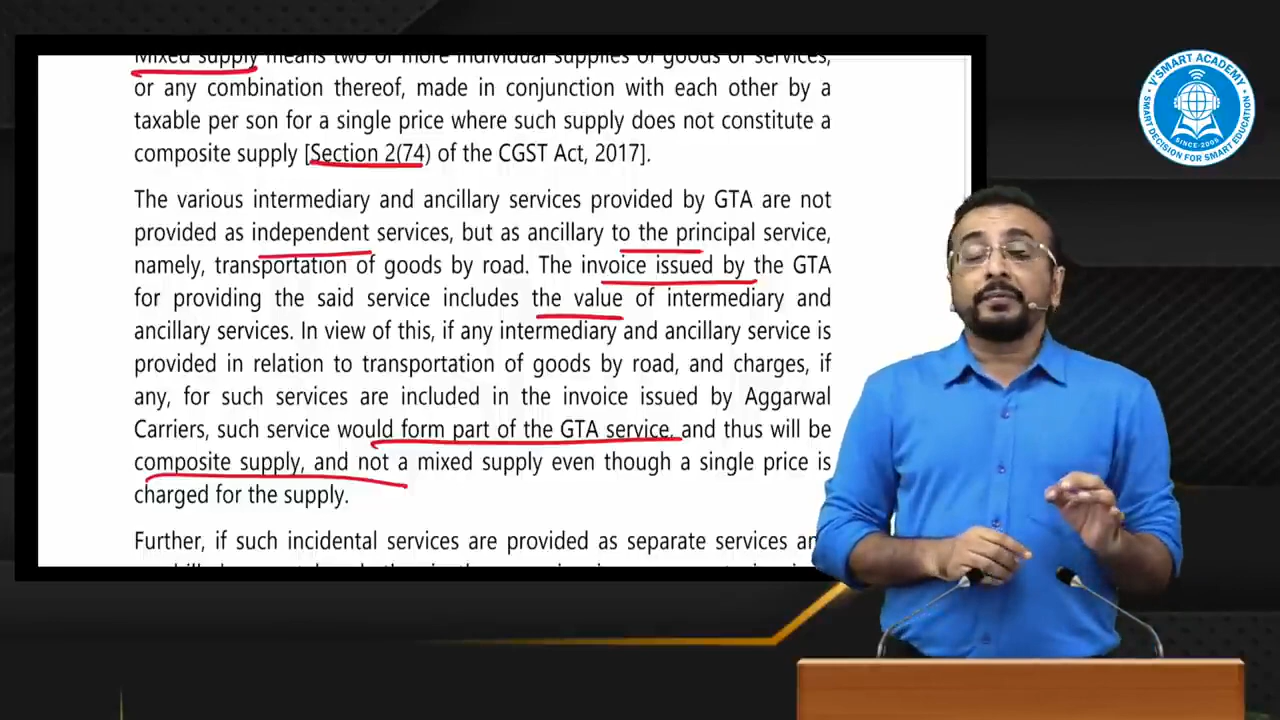 Mixed supply means two or more individual supplies of goods or services,
or any combination thereof, made in conjunction with each other by a
taxable per son for a single price where such supply does not constitute a
composite supply [Section 2(74) of the CGST Act, 2017].
The various intermediary and ancillary services provided by GTA are not
provided as independent services, but as ancillary to the principal service,
namely, transportation of goods by road. The invoice issued by the GTA
for providing the said service includes the value of intermediary and
ancillary services. In view of this, if any intermediary and ancillary service is
provided in relation to transportation of goods by road, and charges, if
any, for such services are included in the invoice issued by Aggarwal
Carriers, such service would form part of the GTA service, and thus will be
composite supply, and not a mixed supply even though a single price is
charged for the supply.
Further, if such incidental services are provided as separate services
V'SMART ACADEMY
SINCE-2005
SMART DECISION FOR SMART EDUCATION